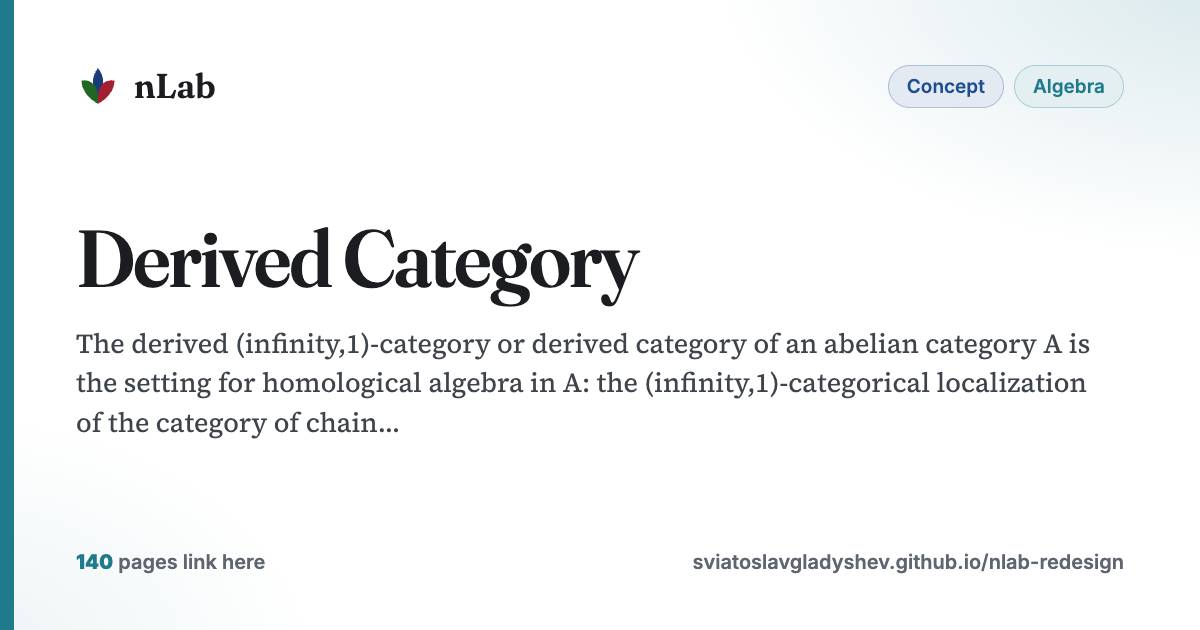 nLab
Concept
Algebra
Derived Category
The derived (infinity,1)-category or derived category of an abelian category A is
the setting for homological algebra in A: the (infinity,1)-categorical localization
of the category of chain...
140 pages link here
sviatoslavgladyshev.github.io/nlab-redesign